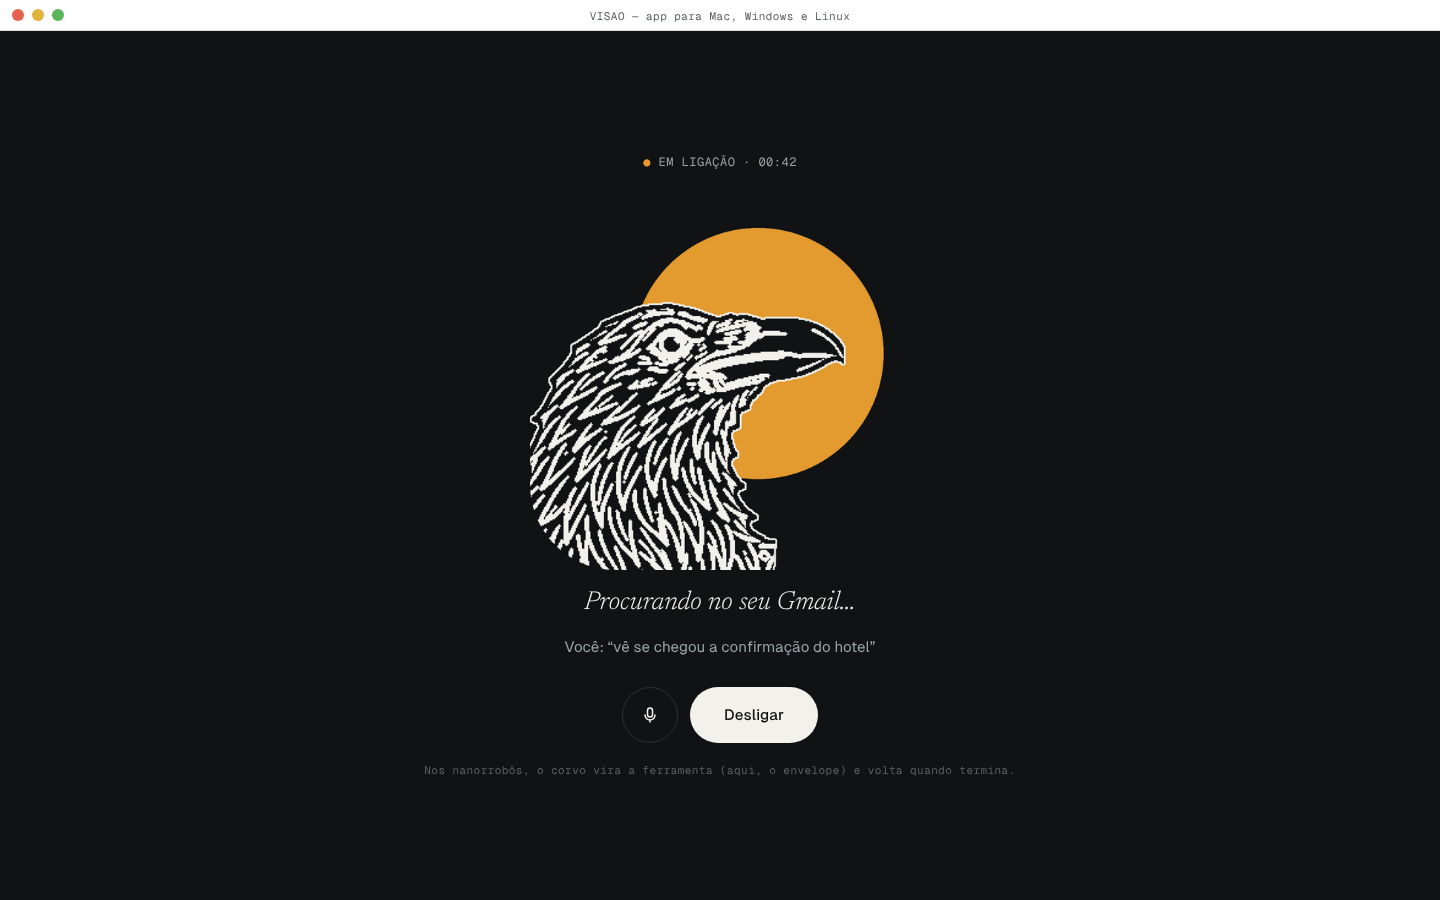 VISAO — app para Mac, Windows e Linux
EM LIGAÇÃO · 00:42
Procurando no seu Gmail...
Você: “vê se chegou a confirmação do hotel”
Desligar
Nos nanorrobôs, o corvo vira a ferramenta (aqui, o envelope) e volta quando termina.